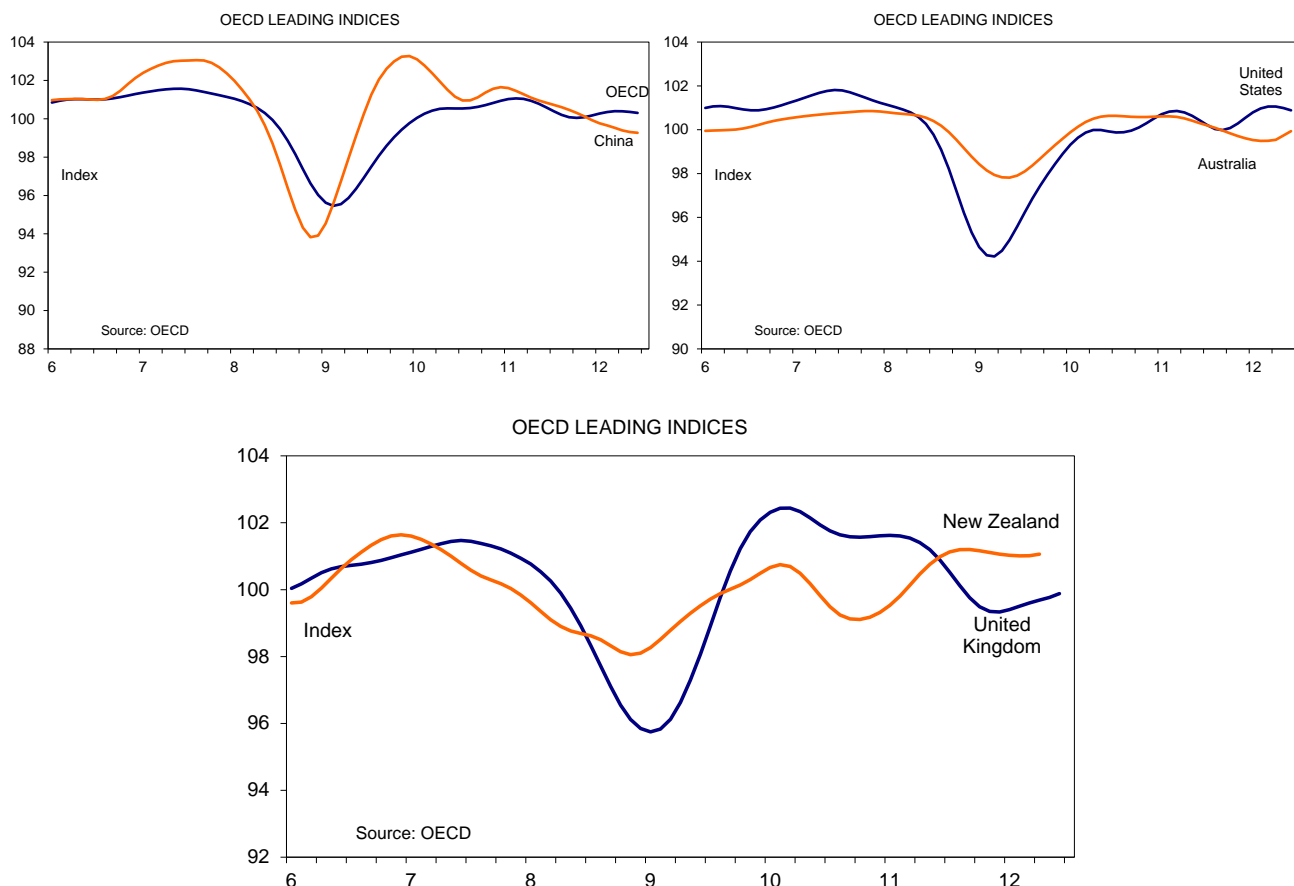 OECD LEADING INDICES
104
102
100
98
96
94
92
90
88
OECD
China
Index
Source: OECD
6 7 8 9 10 11 12
OECD LEADING INDICES
104
102
100
98
96
94
92
90
United
States
Australia
Index
Source: OECD
6 7 8 9 10 11 12
OECD LEADING INDICES
104
102
100
98
96
94
92
New Zealand
Index
United
Kingdom
Source: OECD
6 7 8 9 10 11 12